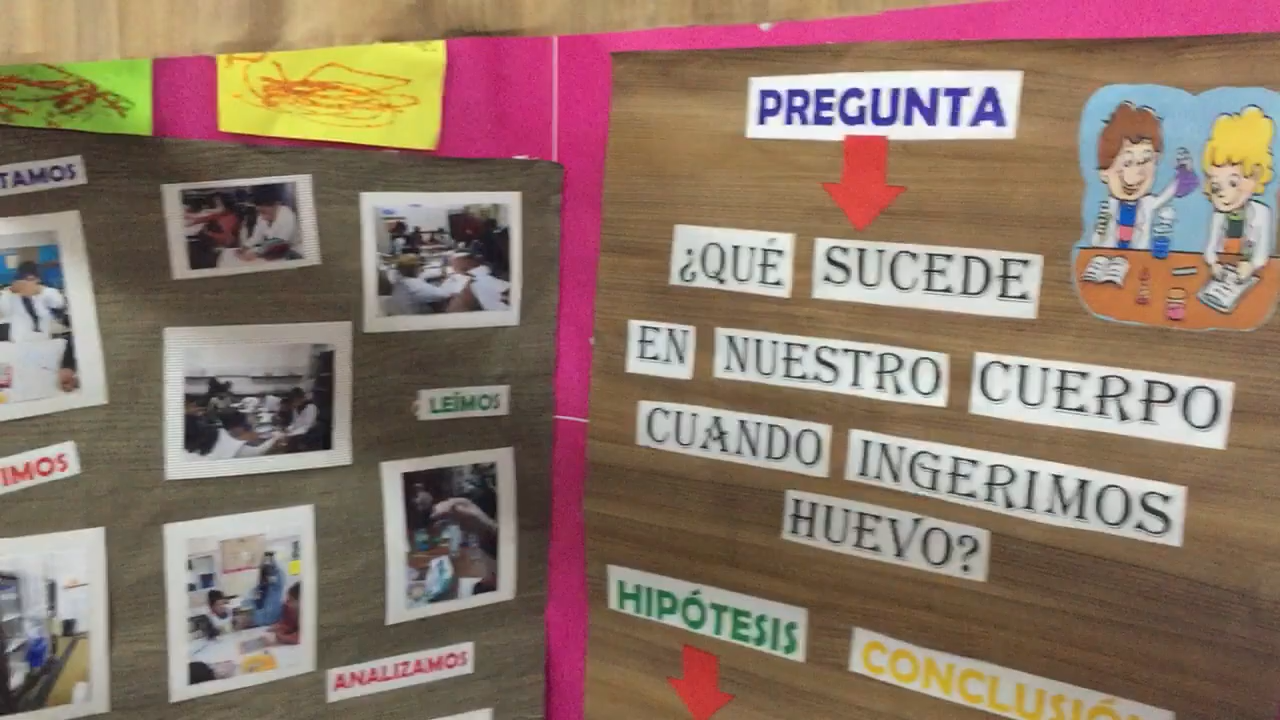 TAMOS
LEÍMOS
IMOS
ANALIZAMOS
PREGUNTA
¿QUÉ SUCEDE
EN NUESTRO CUERPO
CUANDO INGERIMOS
HUEVO?
HIPÓTESIS
CONCLUSIÓ